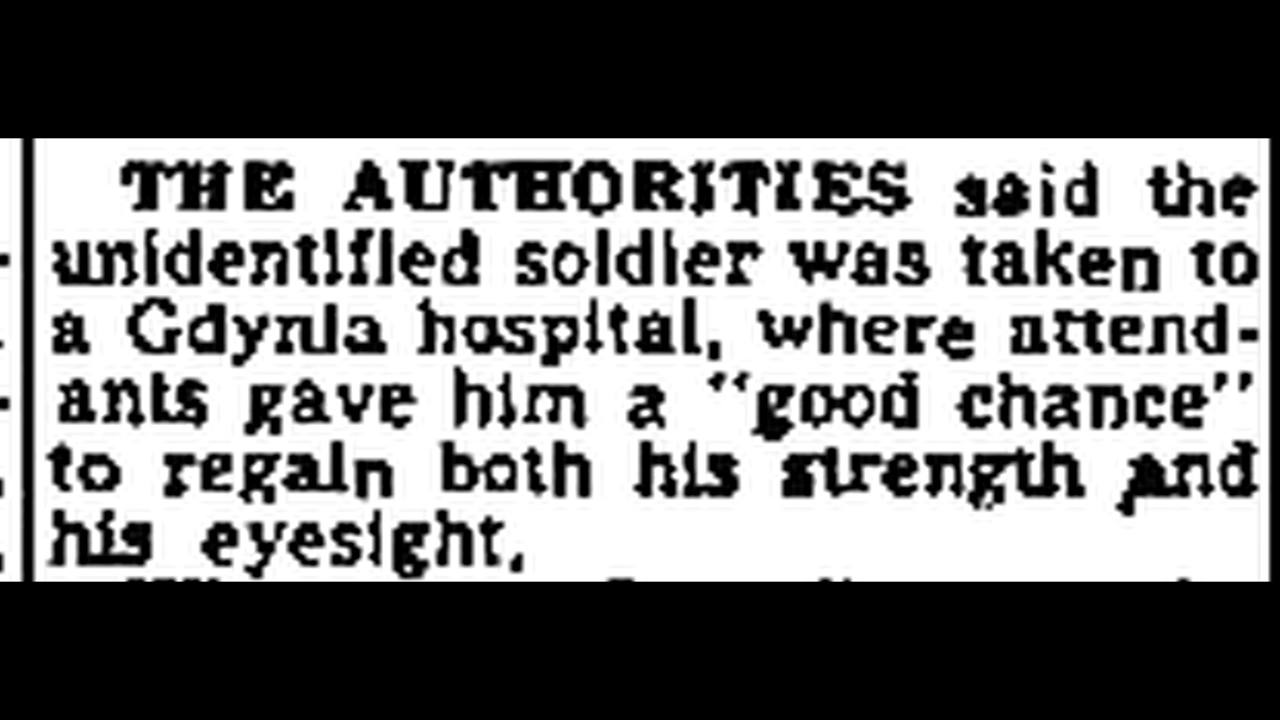 THE AUTHORITIES said the
unidentified soldier was taken to
a Gdynia hospital, where attend-
ants gave him a "good chance"
to regain both his strength and
his eyesight.